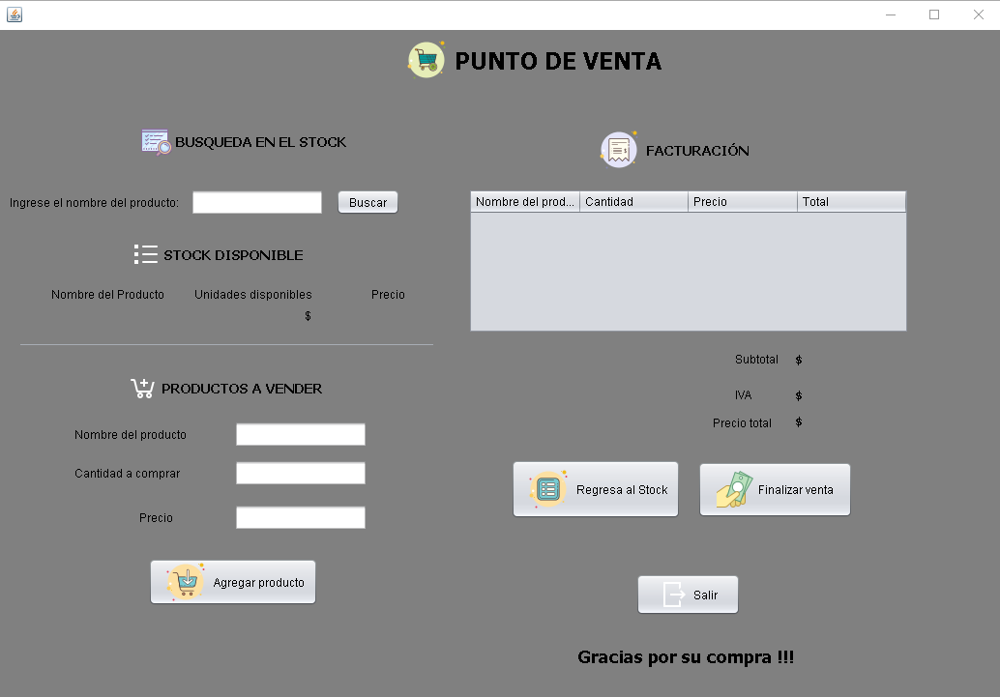 PUNTO DE VENTA
BUSQUEDA EN EL STOCK
Ingrese el nombre del producto:
Buscar
STOCK DISPONIBLE
Nombre del Producto Unidades disponibles Precio
$
PRODUCTOS A VENDER
Nombre del producto
Cantidad a comprar
Precio
Agregar producto
FACTURACIÓN
Nombre del prod... Cantidad Precio Total
Subtotal $
IVA $
Precio total $
Regresa al Stock
Finalizar venta
Salir
Gracias por su compra !!!